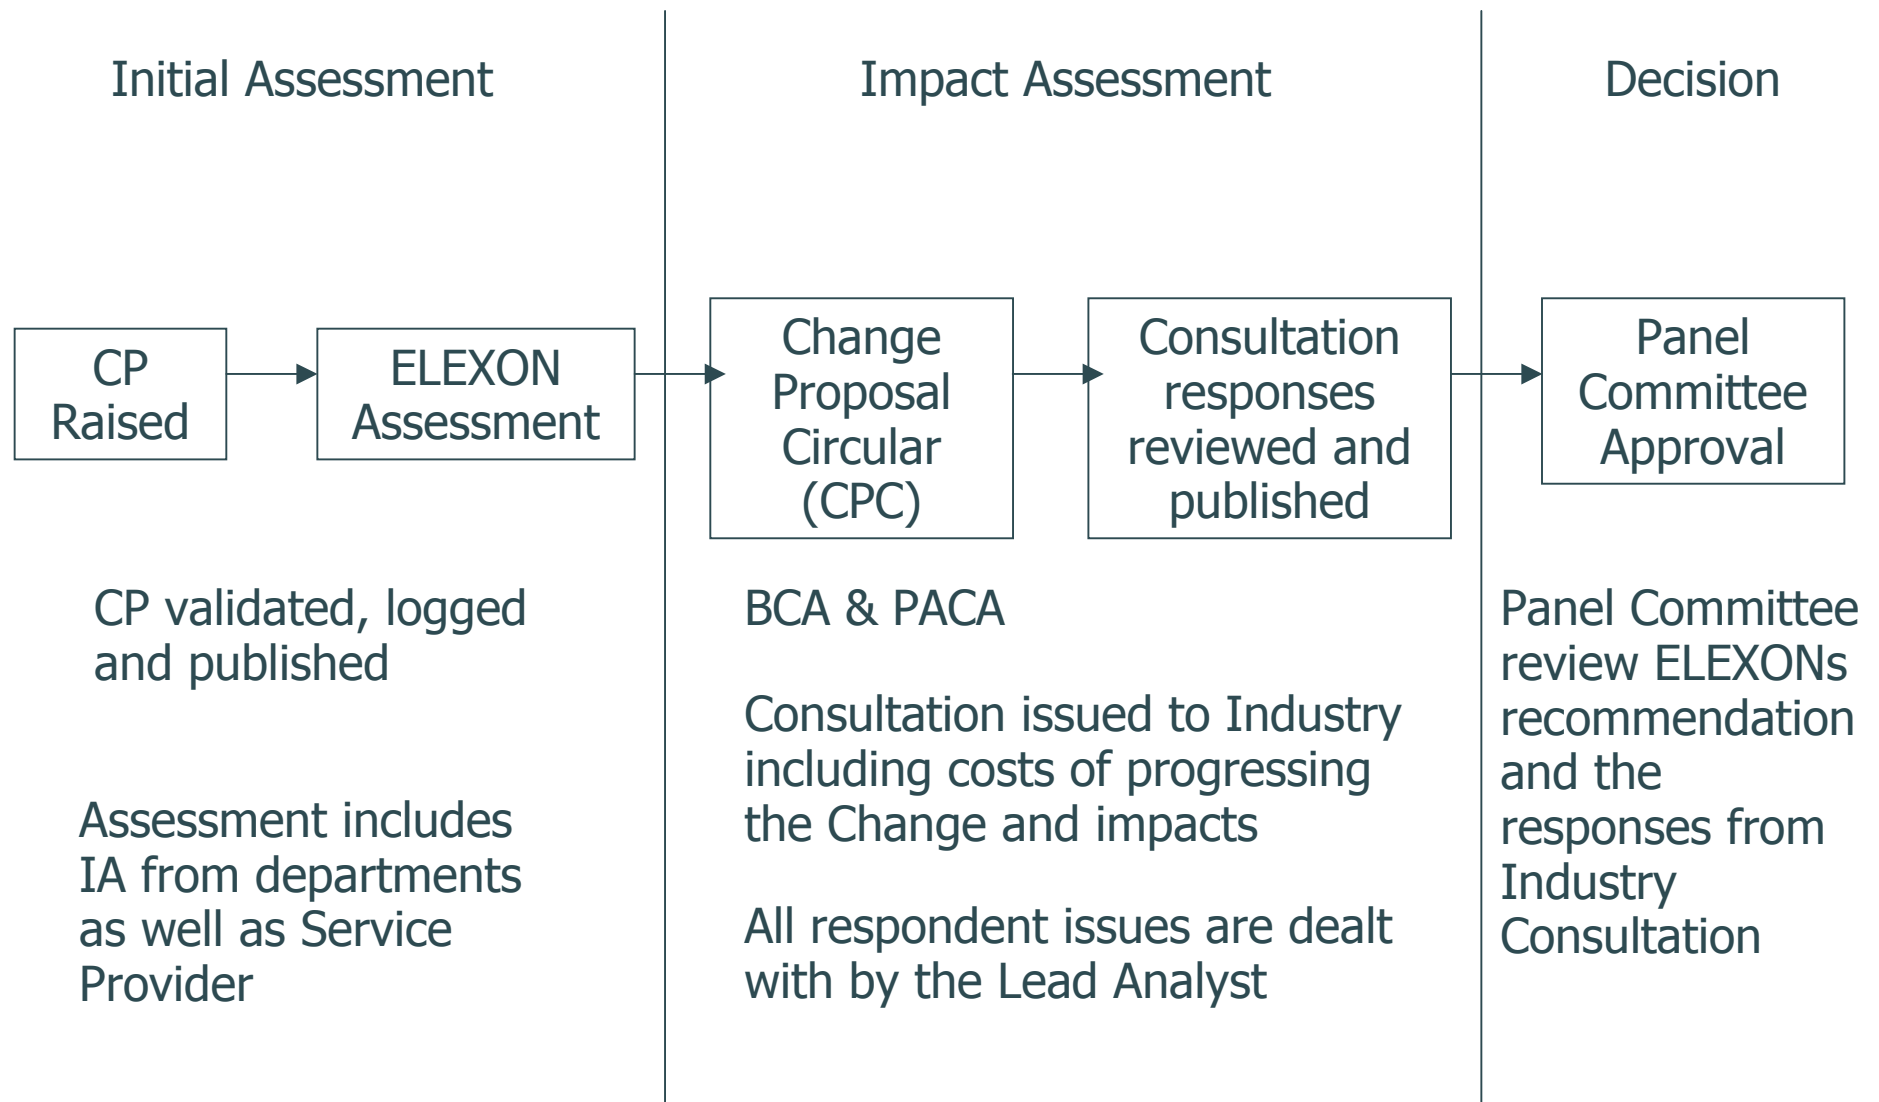 Initial Assessment
Impact Assessment
Decision
CP
Raised
ELEXON
Assessment
Change
Proposal
Circular
(CPC)
Consultation
responses
reviewed and
published
Panel
Committee
Approval
CP validated, logged
and published
Assessment includes
IA from departments
as well as Service
Provider
BCA & PACA
Consultation issued to Industry
including costs of progressing
the Change and impacts
All respondent issues are dealt
with by the Lead Analyst
Panel Committee
review ELEXONs
recommendation
and the
responses from
Industry
Consultation